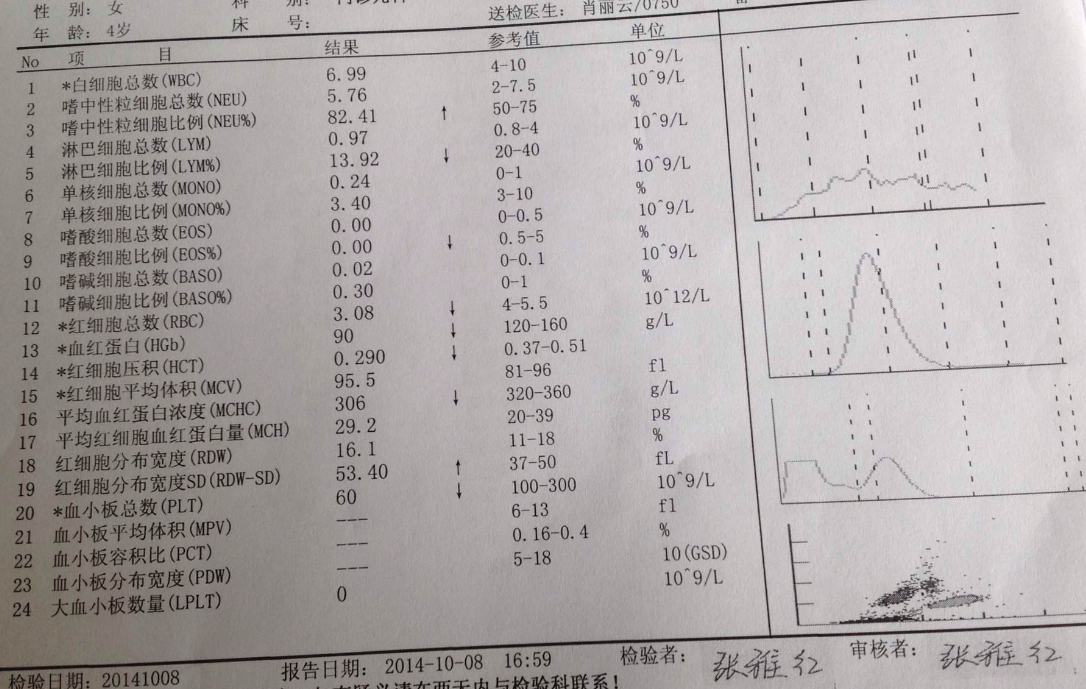 性 别: 女 科 别:
年 龄: 4岁 床 号: 送检医生: 肖丽云/0750
No 项 目 结果 参考值 单位
1 *白细胞总数(WBC) 6.99 4-10 10^9/L
2 嗜中性粒细胞总数(NEU) 5.76 2-7.5 10^9/L
3 嗜中性粒细胞比例(NEU%) 82.41 ↑ 50-75 %
4 淋巴细胞总数(LYM) 0.97 0.8-4 10^9/L
5 淋巴细胞比例(LYM%) 13.92 ↓ 20-40 %
6 单核细胞总数(MONO) 0.24 0-1 10^9/L
7 单核细胞比例(MONO%) 3.40 3-10 %
8 嗜酸细胞总数(EOS) 0.00 0-0.5 10^9/L
9 嗜酸细胞比例(EOS%) 0.00 ↓ 0.5-5 %
10 嗜碱细胞总数(BASO) 0.02 0-0.1 10^9/L
11 嗜碱细胞比例(BASO%) 0.30 0-1 %
12 *红细胞总数(RBC) 3.08 ↓ 4-5.5 10^12/L
13 *血红蛋白(HGb) 90 ↓ 120-160 g/L
14 *红细胞压积(HCT) 0.290 ↓ 0.37-0.51
15 *红细胞平均体积(MCV) 95.5 81-96 fl
16 平均血红蛋白浓度(MCHC) 306 ↓ 320-360 g/L
17 平均红细胞血红蛋白量(MCH) 29.2 20-39 pg
18 红细胞分布宽度(RDW) 16.1 11-18 %
19 红细胞分布宽度SD(RDW-SD) 53.40 ↑ 37-50 fL
20 *血小板总数(PLT) 60 ↓ 100-300 10^9/L
21 血小板平均体积(MPV) --- 6-13 fl
22 血小板容积比(PCT) --- 0.16-0.4 %
23 血小板分布宽度(PDW) --- 5-18 10(GSD)
24 大血小板数量(LPLT) 0 10^9/L
检验日期: 20141008 报告日期: 2014-10-08 16:59 检验者: 张雅红 审核者: 张雅红
请在两天内与检验科联系!